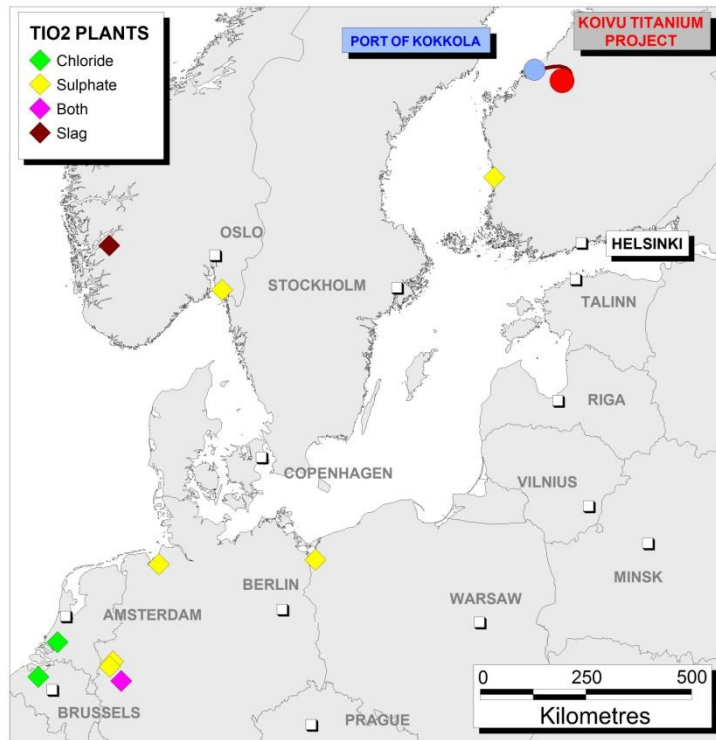 TIO2 PLANTS
Chloride
Sulphate
Both
Slag
PORT OF KOKKOLA
KOIVU TITANIUM
PROJECT
OSLO
HELSINKI
STOCKHOLM
TALINN
RIGA
COPENHAGEN
VILNIUS
MINSK
BERLIN
AMSTERDAM
WARSAW
BRUSSELS
PRAGUE
0 250 500
Kilometres